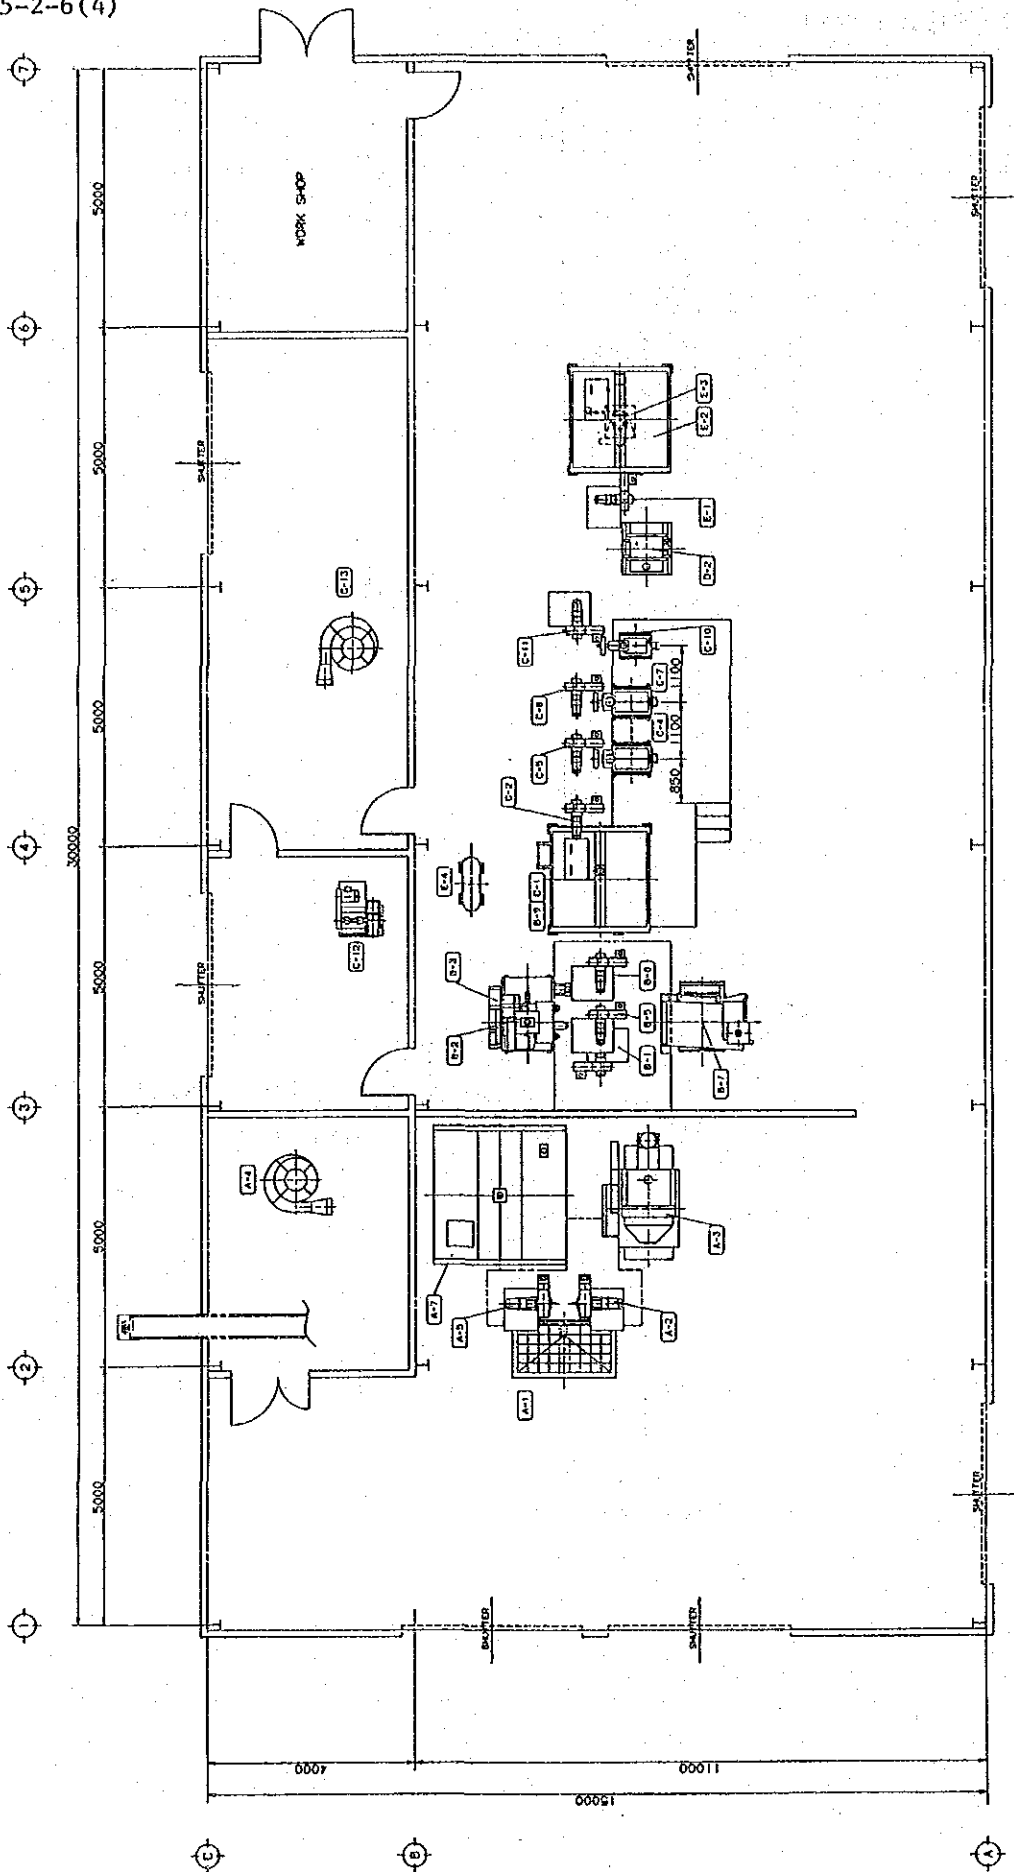 5-2-6(4)
7
6
5
4
3
2
1
5000
5000
5000
5000
5000
5000
30000
SHUTTER
SHUTTER
SHUTTER
SHUTTER
SHUTTER
SHUTTER
SHUTTER
WORK SHOP
E-3
E-2
E-1
D-2
C-13
C-11
C-10
C-8
C-7
C-5
C-4
C-2
1100
1100
850
E-4
B-9
C-1
C-12
B-3
B-2
B-8
B-5
B-1
B-7
A-4
A-3
A-7
A-5
A-2
A-1
4000
11000
15000
C
B
A